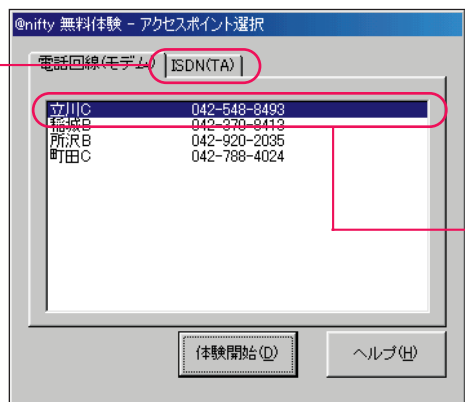 @nifty 無料体験 - アクセスポイント選択
電話回線(モデム) ISDN(TA)
立川C 042-548-8493
稲城B 042-370-8413
所沢B 042-920-2035
町田C 042-788-4024
体験開始(D) ヘルプ(H)